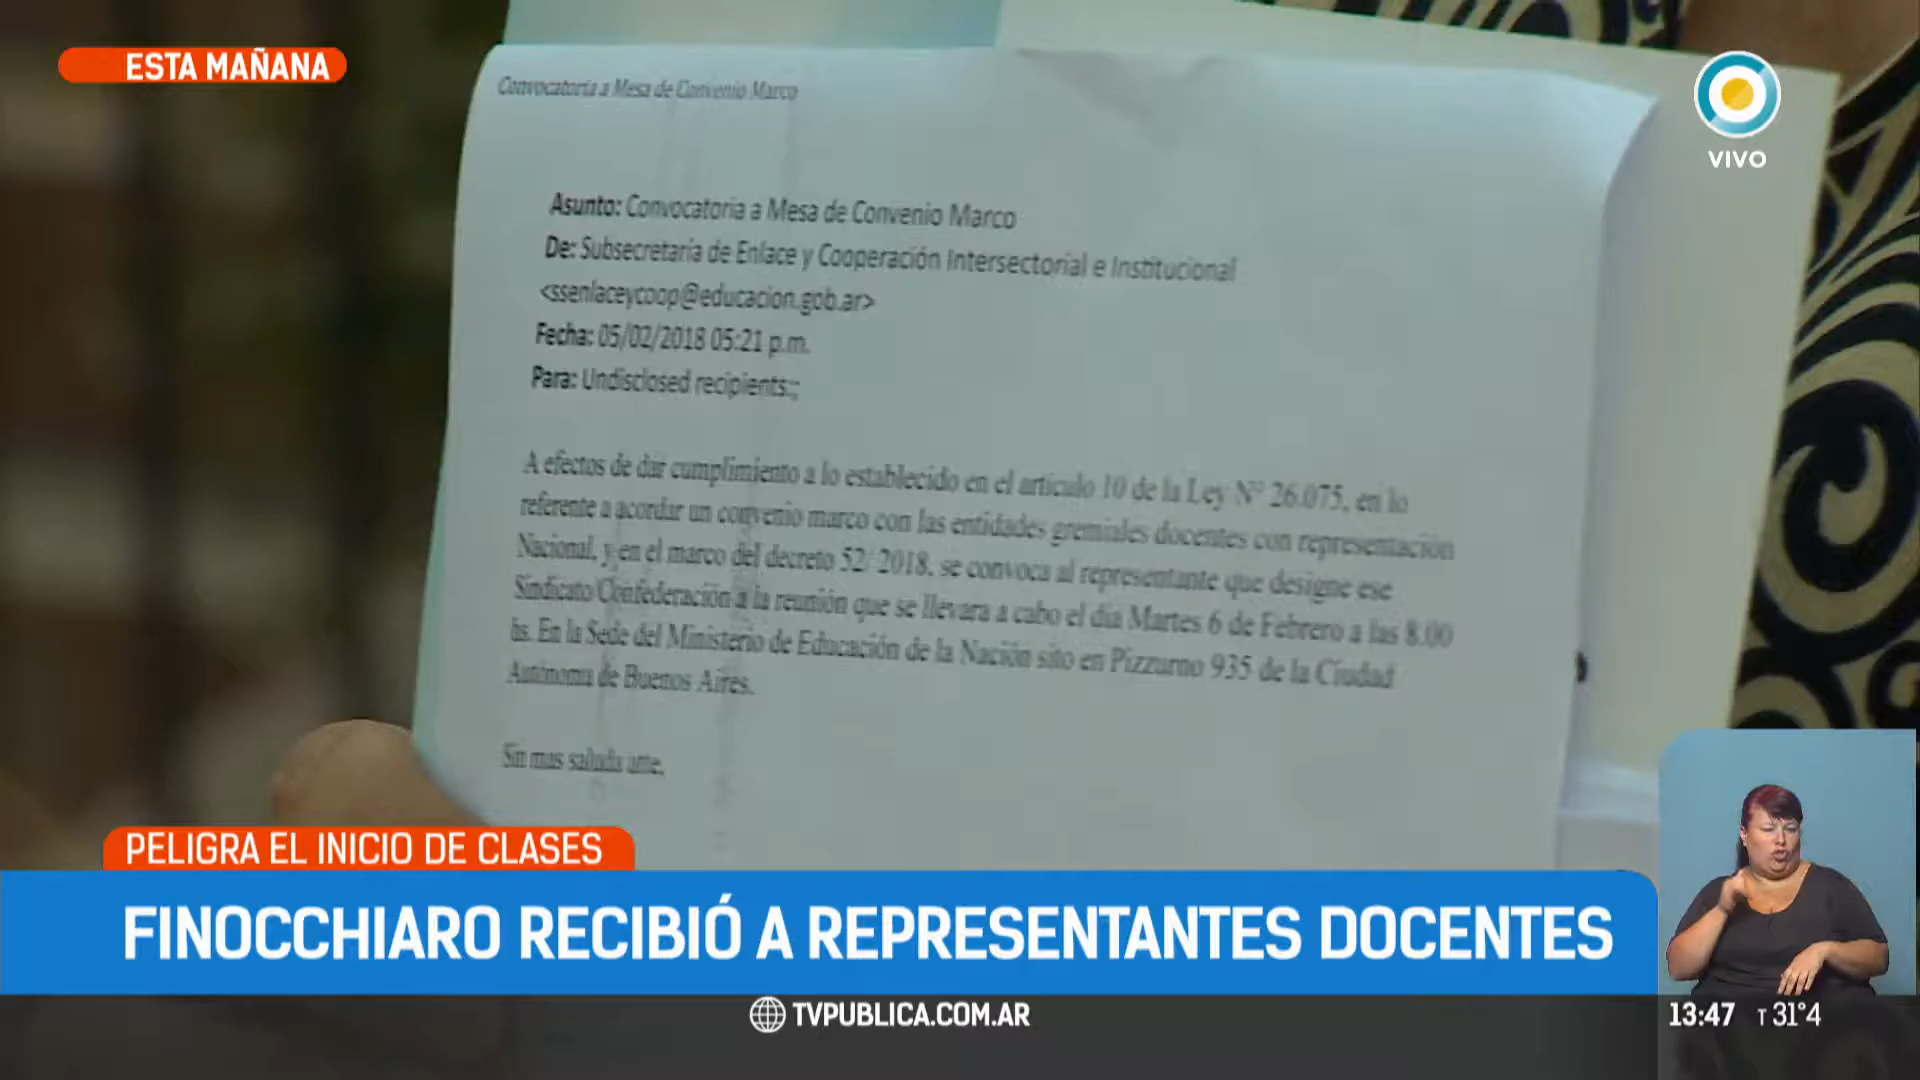 ESTA MAÑANA
VIVO
Convocatoria a Mesa de Convenio Marco
Asunto: Convocatoria a Mesa de Convenio Marco
De: Subsecretaría de Enlace y Cooperación Intersectorial e Institucional
<ssenlaceycoop@educacion.gob.ar>
Fecha: 05/02/2018 05:21 p.m.
Para: Undisclosed recipients:;
A efectos de dar cumplimiento a lo establecido en el artículo 10 de la Ley N° 26.075, en lo
referente a acordar un convenio marco con las entidades gremiales docentes con representación
Nacional, y en el marco del decreto 52/ 2018, se convoca al representante que designe ese
Sindicato/Confederación a la reunión que se llevara a cabo el día Martes 6 de Febrero a las 8.00
hs. En la Sede del Ministerio de Educación de la Nación sito en Pizzurno 935 de la Ciudad
Autónoma de Buenos Aires.
Sin mas saluda atte.
PELIGRA EL INICIO DE CLASES
FINOCCHIARO RECIBIÓ A REPRESENTANTES DOCENTES
TVPUBLICA.COM.AR
13:47 T 31°4